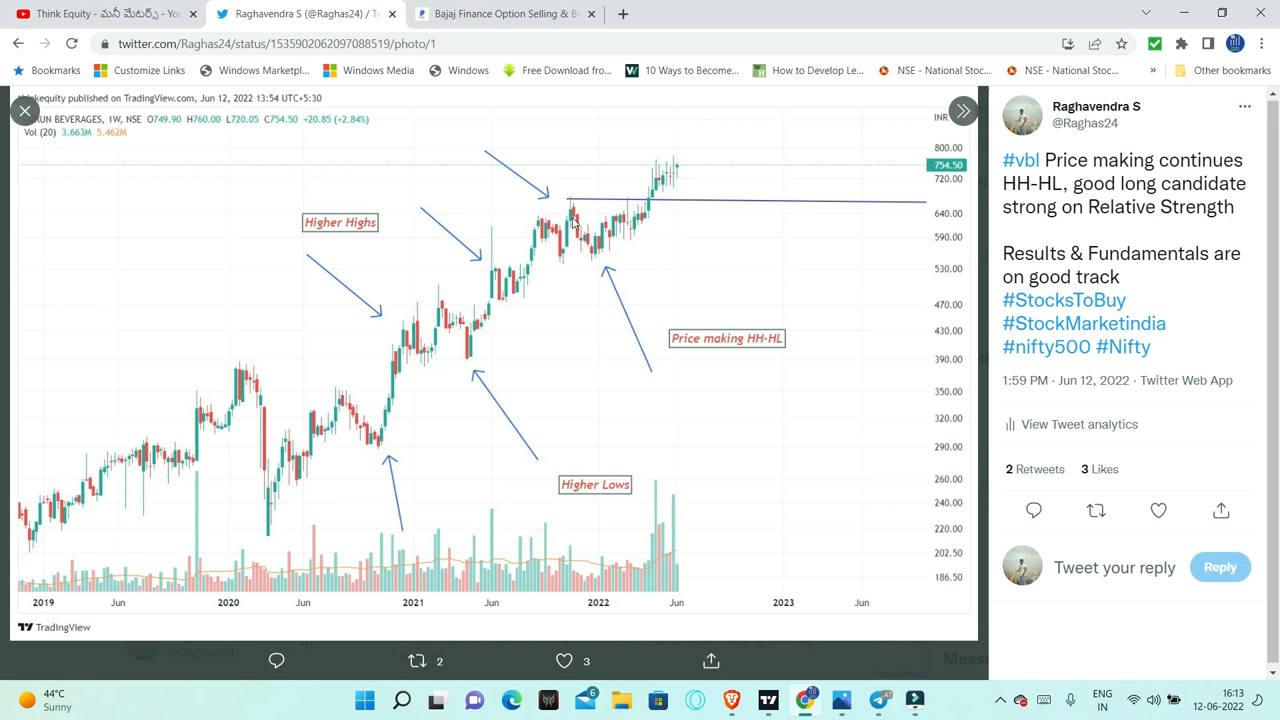 Think Equity - మనీ మేటర్స్ - You
Raghavendra S (@Raghas24) / Tw
Bajaj Finance Option Selling & Bu
twitter.com/Raghas24/status/1535902062097088519/photo/1
Bookmarks
Customize Links
Windows Marketpl...
Windows Media
Windows
Free Download fro...
10 Ways to Become...
How to Develop Le...
NSE - National Stoc...
NSE - National Stoc...
»
Other bookmarks
kequity published on TradingView.com, Jun 12, 2022 13:54 UTC+5:30
RUN BEVERAGES, 1W, NSE O749.90 H760.00 L720.05 C754.50 +20.85 (+2.84%)
Vol (20) 3.663M 5.462M
INR
800.00
754.50
720.00
640.00
590.00
530.00
470.00
430.00
390.00
350.00
320.00
290.00
260.00
240.00
220.00
202.50
186.50
Higher Highs
Price making HH-HL
Higher Lows
2019 Jun 2020 Jun 2021 Jun 2022 Jun 2023 Jun
TradingView
@Raghas24
2
3
Mess
Raghavendra S
@Raghas24
#vbl Price making continues
HH-HL, good long candidate
strong on Relative Strength
Results & Fundamentals are
on good track
#StocksToBuy
#StockMarketindia
#nifty500 #Nifty
1:59 PM · Jun 12, 2022 · Twitter Web App
View Tweet analytics
2 Retweets 3 Likes
Tweet your reply
Reply
44°C
Sunny
6
47
ENG
IN
16:13
12-06-2022